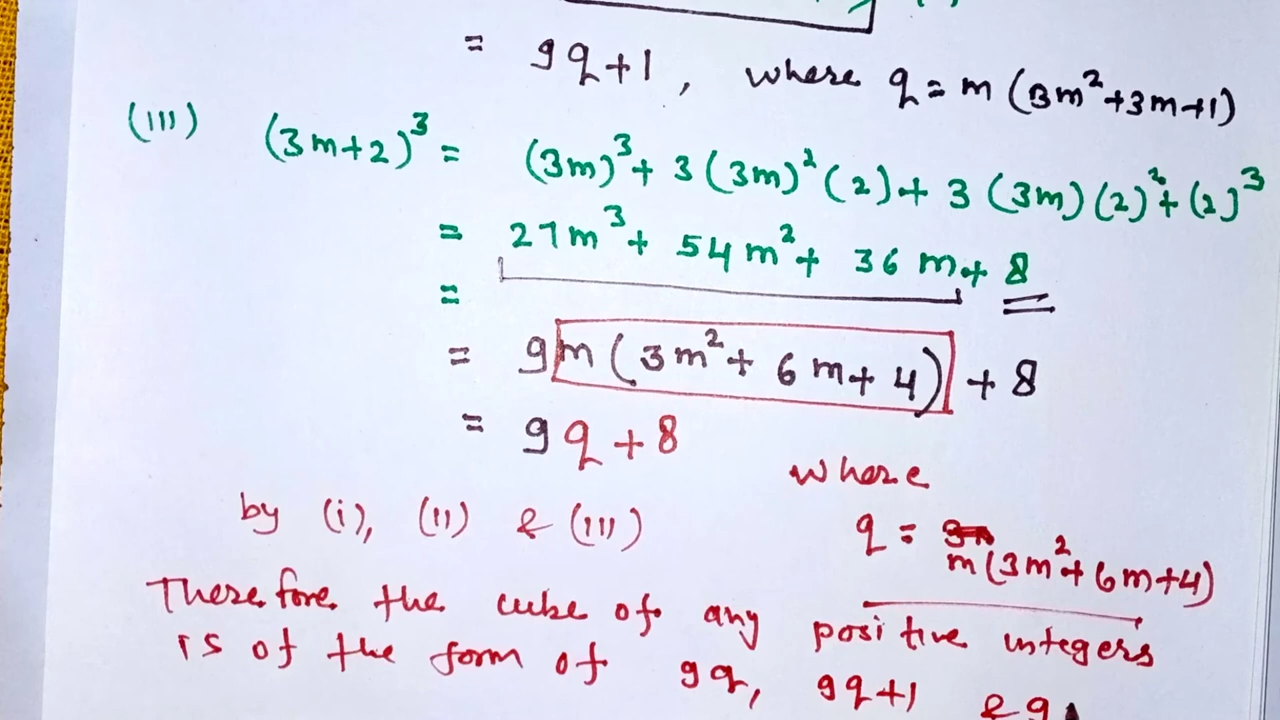 = 9q+1, where q = m (3m²+3m+1)
(III) (3m+2)³ = (3m)³ + 3(3m)²(2) + 3(3m)(2)² + (2)³
= 27m³ + 54m² + 36m + 8
=
= 9m(3m² + 6m + 4) + 8
= 9q + 8
where
q = m(3m² + 6m + 4)
by (i), (II) & (III)
Therefore the cube of any positive integers
is of the form of 9q, 9q+1 & 9